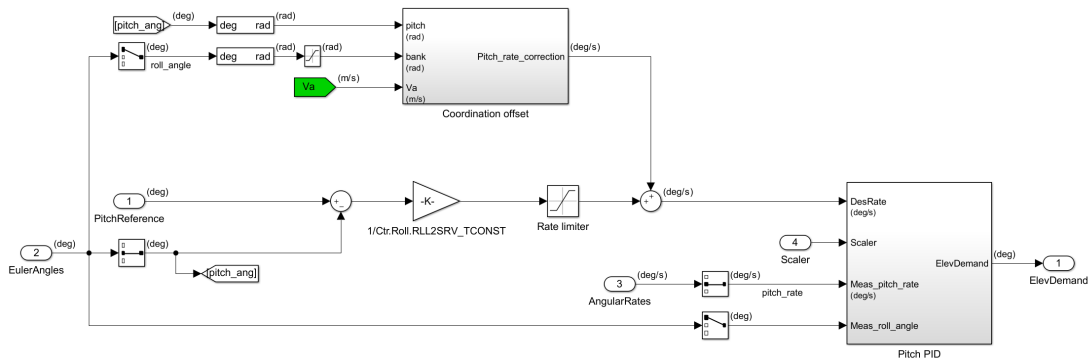 [pitch_ang]
(deg)
deg rad
(rad)
pitch
(rad)
(deg)
roll_angle
deg rad
(rad)
(rad)
bank
(rad)
Pitch_rate_correction
(deg/s)
Va
(m/s)
Va
(m/s)
Coordination offset
1
(deg)
PitchReference
+
-
-K-
1/Ctr.Roll.RLL2SRV_TCONST
Rate limiter
+
+
(deg/s)
DesRate
(deg/s)
2
(deg)
EulerAngles
(deg)
[pitch_ang]
4
Scaler
Scaler
ElevDemand
(deg)
1
ElevDemand
3
(deg/s)
AngularRates
(deg/s)
pitch_rate
Meas_pitch_rate
(deg/s)
(deg)
Meas_roll_angle
Pitch PID